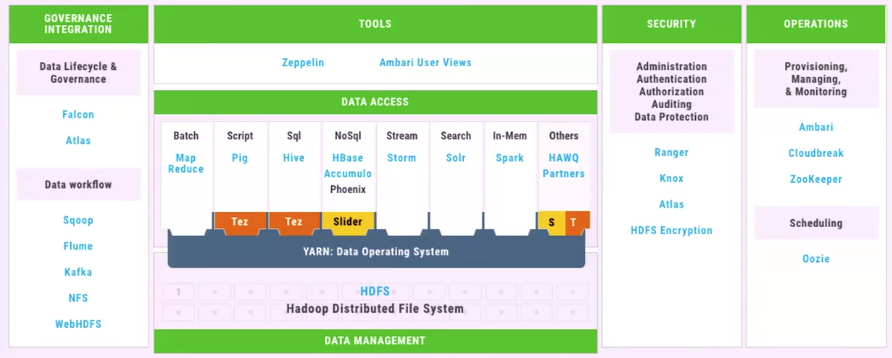 GOVERNANCE
INTEGRATION
Data Lifecycle &
Governance
Falcon
Atlas
Data workflow
Sqoop
Flume
Kafka
NFS
WebHDFS
TOOLS
Zeppelin
Ambari User Views
DATA ACCESS
Batch
Map
Reduce
Script
Pig
Tez
Sql
Hive
Tez
NoSql
HBase
Accumulo
Phoenix
Slider
Stream
Storm
Search
Solr
In-Mem
Spark
Others
HAWQ
Partners
S
T
YARN: Data Operating System
1
HDFS
Hadoop Distributed File System
DATA MANAGEMENT
SECURITY
Administration
Authentication
Authorization
Auditing
Data Protection
Ranger
Knox
Atlas
HDFS Encryption
OPERATIONS
Provisioning,
Managing,
& Monitoring
Ambari
Cloudbreak
ZooKeeper
Scheduling
Oozie